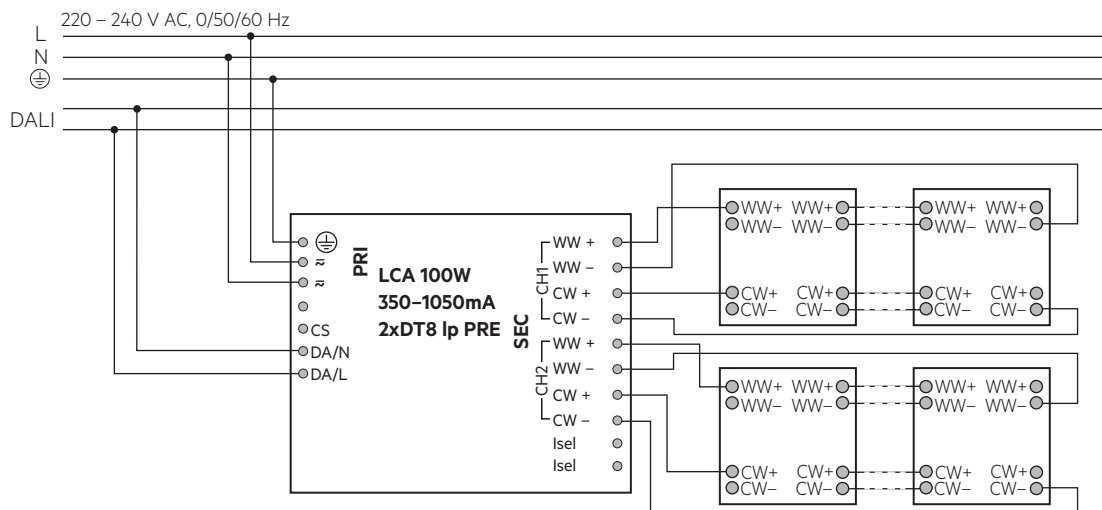 220 – 240 V AC, 0/50/60 Hz
L
N
DALI
PRI
LCA 100W
350–1050mA
2xDT8 lp PRE
SEC
≂
≂
CS
DA/N
DA/L
CH1
WW +
WW –
CW +
CW –
CH2
WW +
WW –
CW +
CW –
Isel
Isel
WW+ WW+ WW+ WW+
WW– WW– WW– WW–
CW+ CW+ CW+ CW+
CW– CW– CW– CW–
WW+ WW+ WW+ WW+
WW– WW– WW– WW–
CW+ CW+ CW+ CW+
CW– CW– CW– CW–